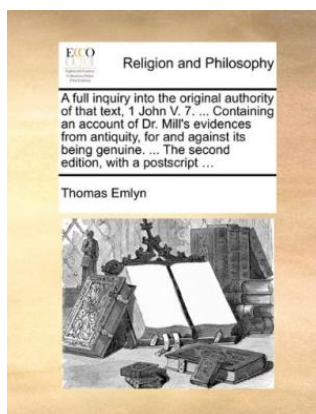 ECCO
Religion and Philosophy
A full inquiry into the original authority
of that text, 1 John V. 7. ... Containing
an account of Dr. Mill's evidences
from antiquity, for and against its
being genuine. ... The second
edition, with a postscript ...
Thomas Emlyn